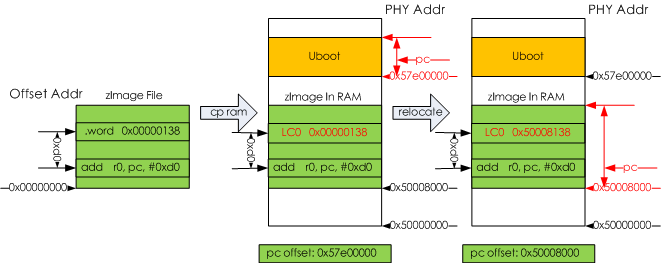 PHY Addr
PHY Addr
Uboot
pc
0x57e00000
Uboot
0x57e00000
Offset Addr
zImage File
cp ram
zImage In RAM
relocate
zImage In RAM
.word 0x00000138
LC0 0x00000138
LC0 0x50008138
0xd0
0xd0
0xd0
add r0, pc, #0xd0
add r0, pc, #0xd0
add r0, pc, #0xd0
pc
0x00000000
0x50008000
0x50008000
0x50000000
0x50000000
pc offset: 0x57e00000
pc offset: 0x50008000